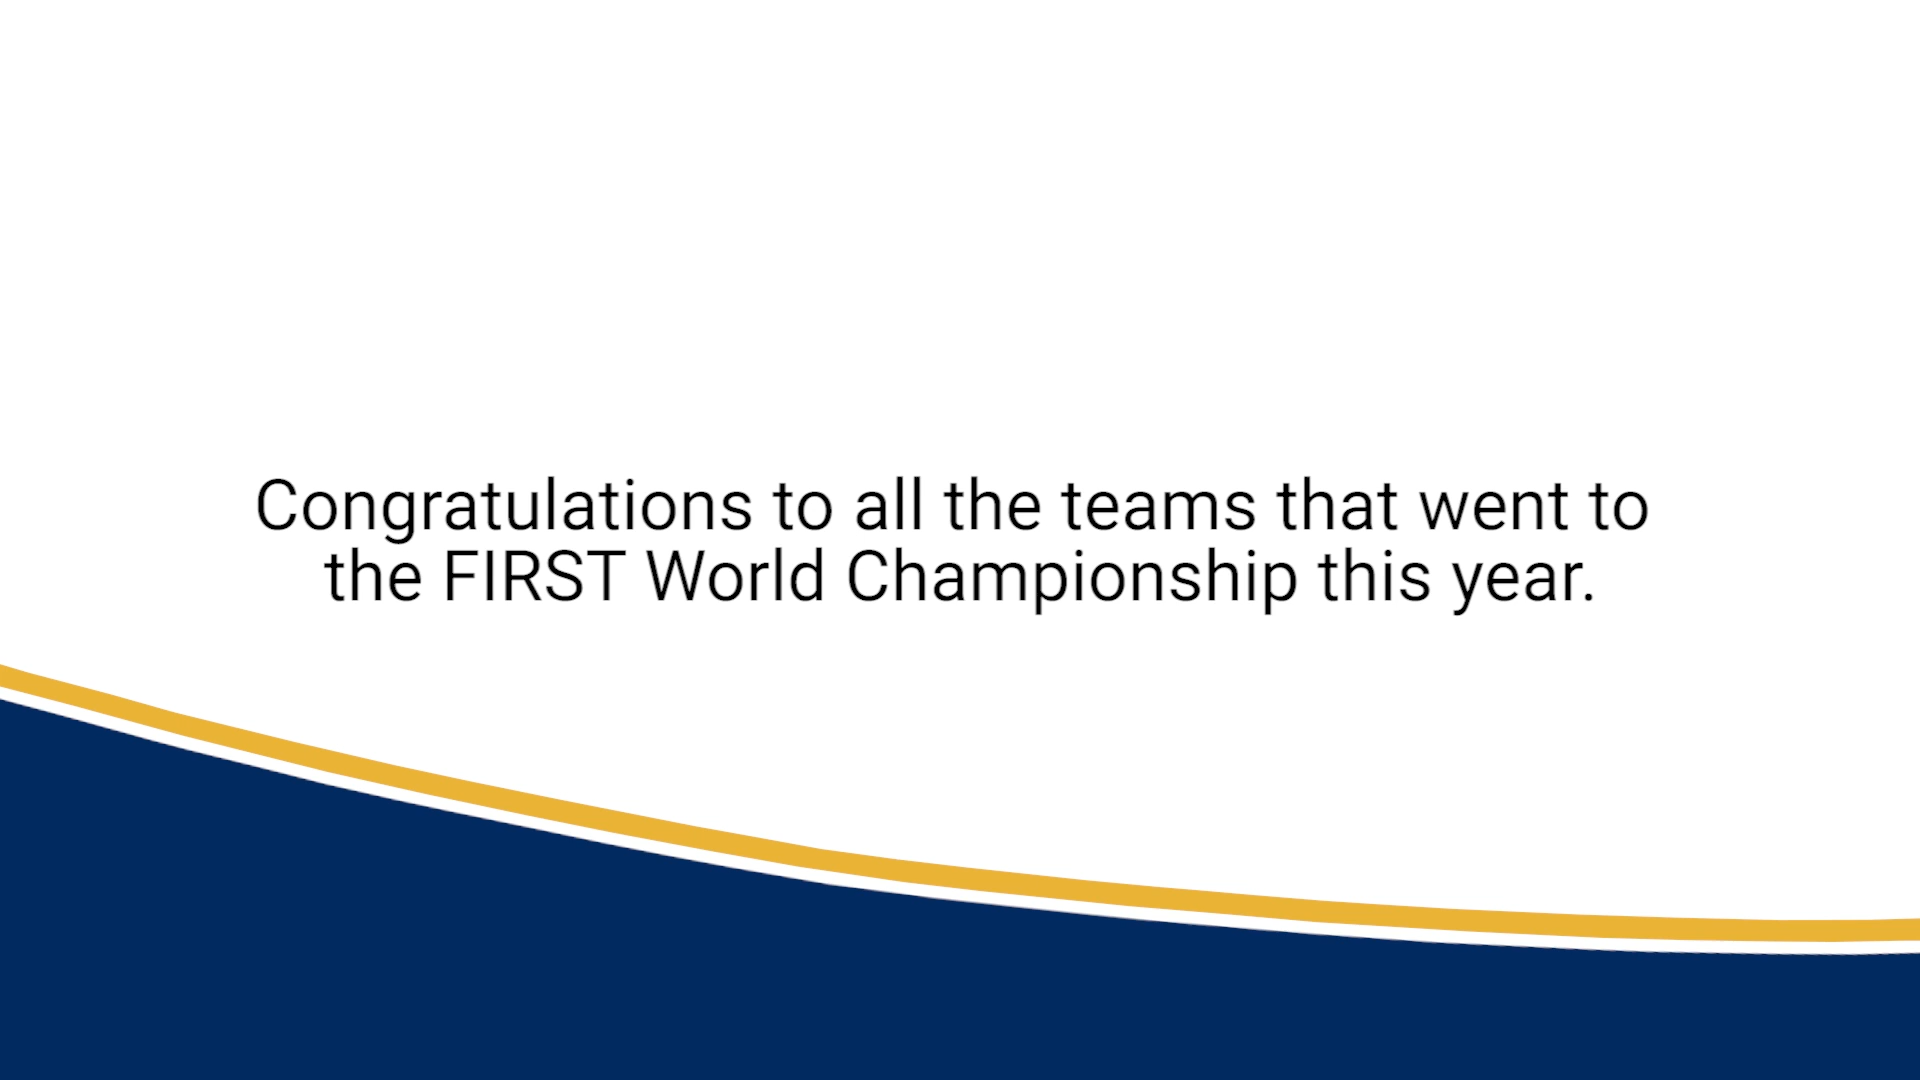 Congratulations to all the teams that went to
the FIRST World Championship this year.